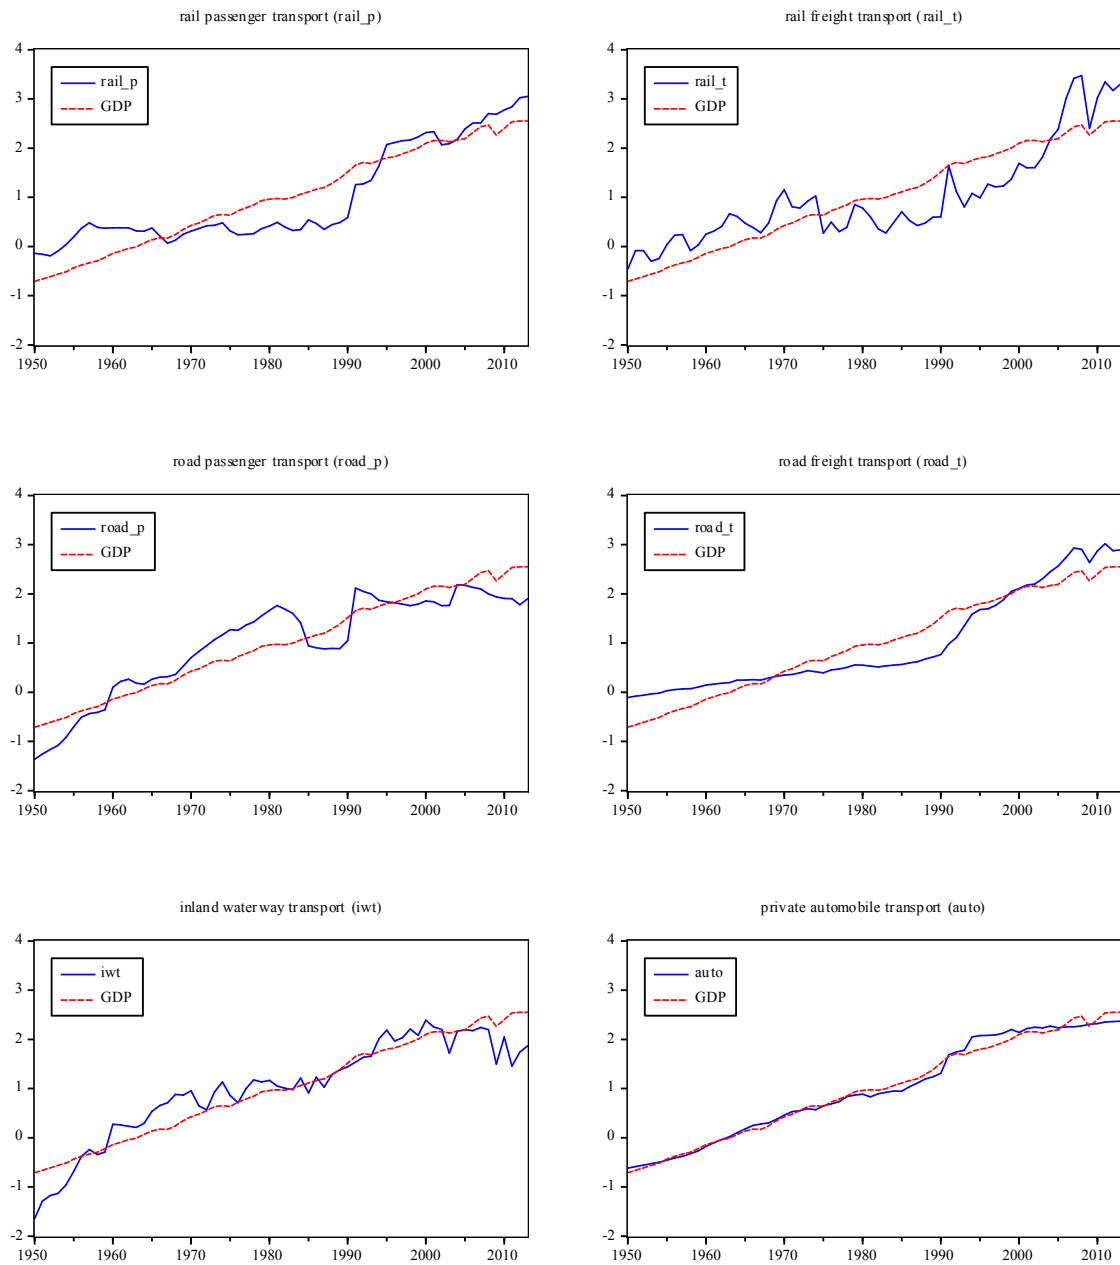 rail passenger transport (rail_p)
4
3
2
1
0
-1
-2
rail_p
GDP
1950 1960 1970 1980 1990 2000 2010
rail freight transport (rail_t)
4
3
2
1
0
-1
-2
rail_t
GDP
1950 1960 1970 1980 1990 2000 2010
road passenger transport (road_p)
4
3
2
1
0
-1
-2
road_p
GDP
1950 1960 1970 1980 1990 2000 2010
road freight transport (road_t)
4
3
2
1
0
-1
-2
road_t
GDP
1950 1960 1970 1980 1990 2000 2010
inland waterway transport (iwt)
4
3
2
1
0
-1
-2
iwt
GDP
1950 1960 1970 1980 1990 2000 2010
private automobile transport (auto)
4
3
2
1
0
-1
-2
auto
GDP
1950 1960 1970 1980 1990 2000 2010